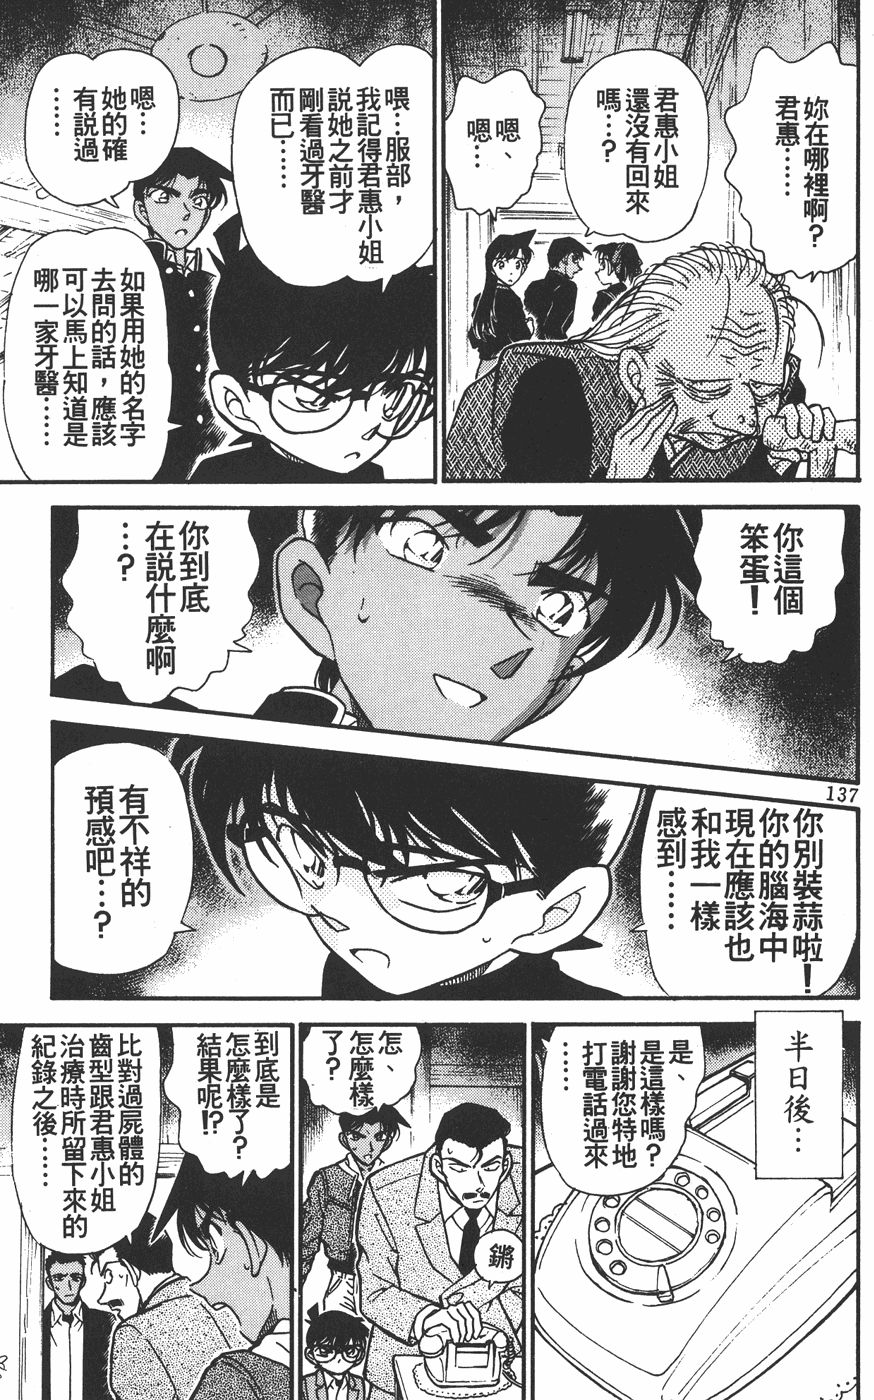 妳在哪裡啊？
君惠……
君惠小姐
還沒有回來
嗎…？
嗯、
嗯…
喂…服部，
我記得君惠小姐
說她之前才
剛看過牙醫
而已……
嗯…
她的確
有說過
……
如果用她的名字
去問的話，應該
可以馬上知道是
哪一家牙醫……
你這個
笨蛋！
你到底
在說什麼啊
…？
137
你別裝蒜啦！
你的腦海中
現在應該也
和我一樣
感到……
有不祥的
預感吧…？
半日後…
是、
是這樣嗎？
謝謝您特地
打電話過來
……
怎、
怎麼樣
了？
鏘
到底是
怎麼樣了？
結果呢!?
比對過屍體的
齒型跟君惠小姐
治療時所留下來的
紀錄之後……